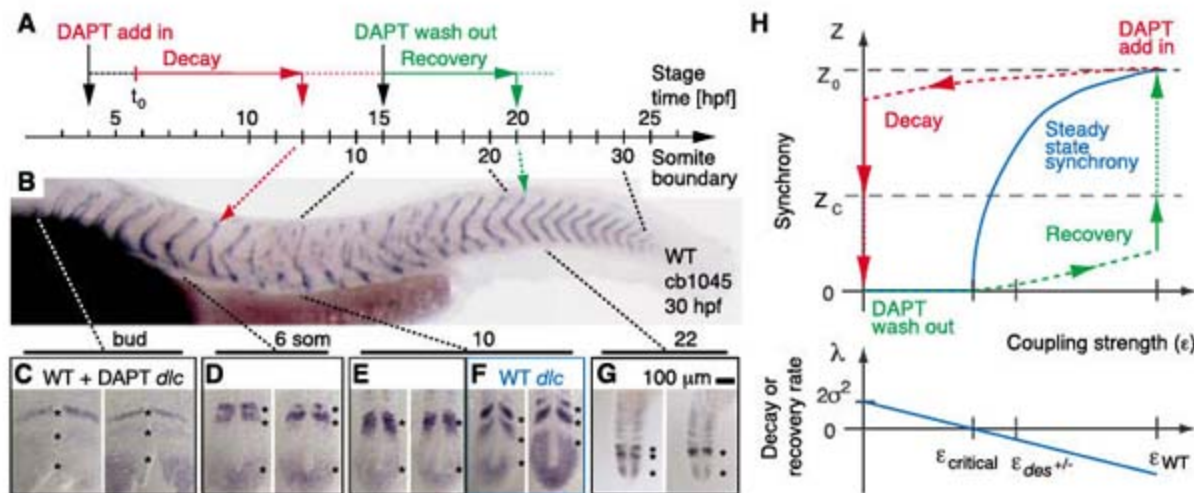 A
DAPT add in
DAPT wash out
Decay
Recovery
t₀
Stage
time [hpf]
5
10
15
20
25
10
20
30
Somite
boundary
B
WT
cb1045
30 hpf
bud
6 som
10
22
C WT + DAPT dlc
D
E
F WT dlc
G 100 μm
H
Z
DAPT
add in
Z₀
Decay
Steady
state
synchrony
Synchrony
Z꜀
Recovery
0
DAPT
wash out
Coupling strength (ε)
λ
2σ²
0
Decay or
recovery rate
εcritical
εdes+/-
εWT